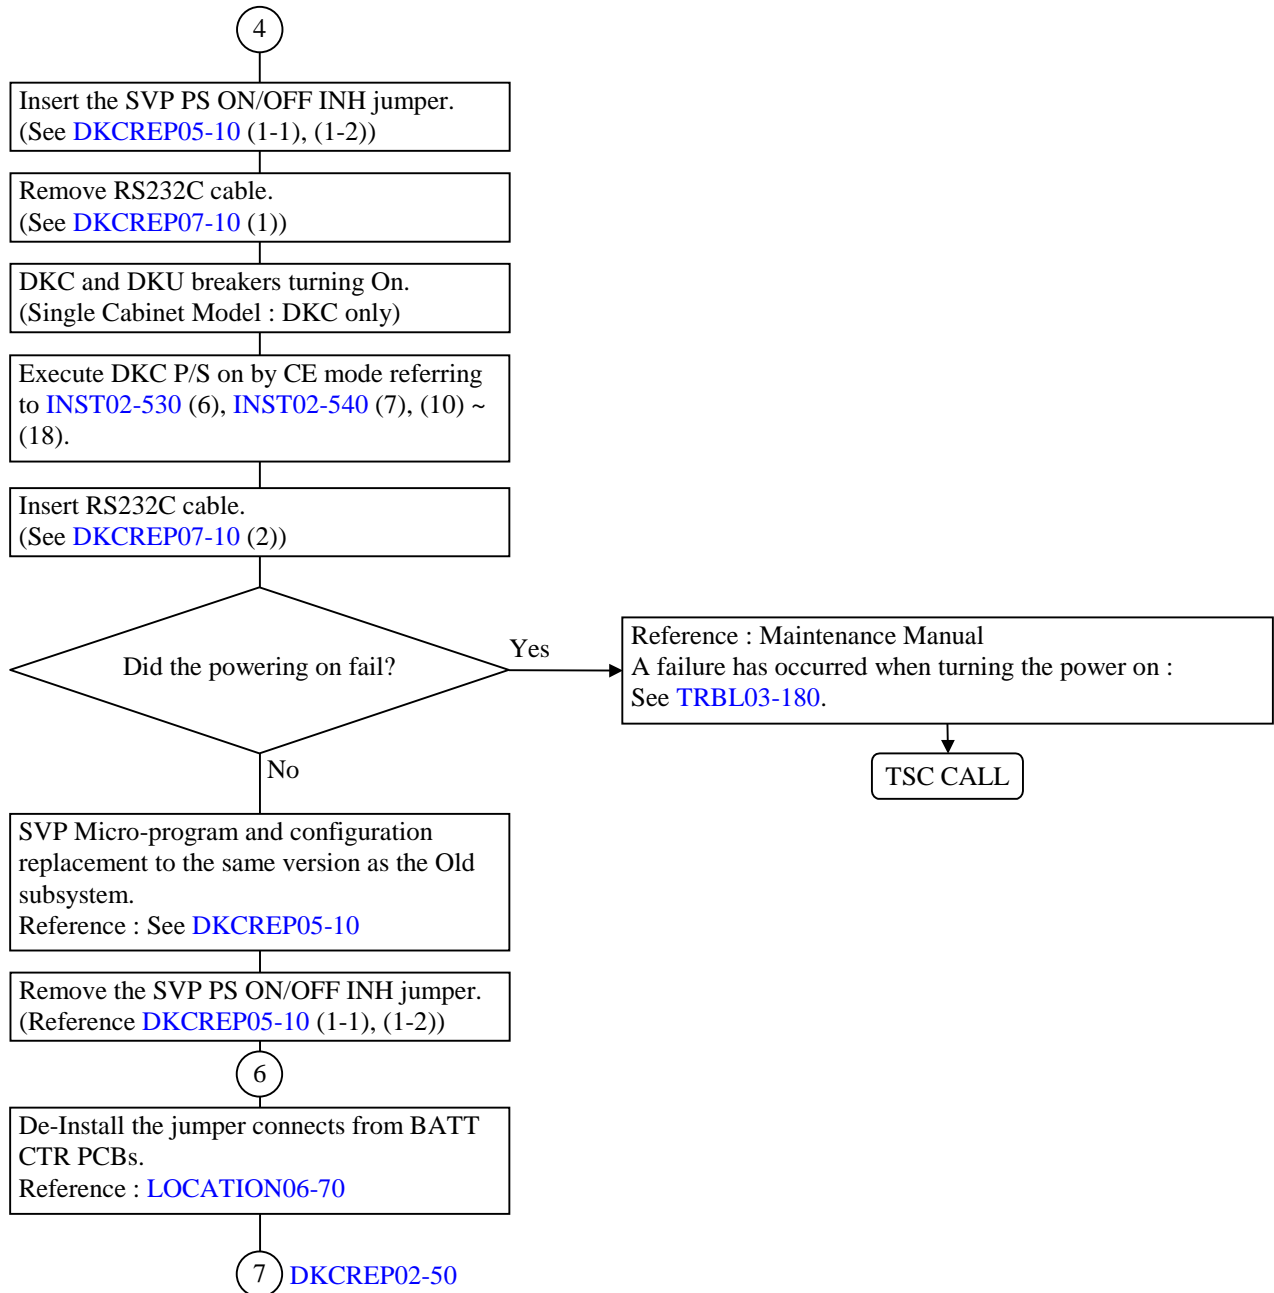 4
Insert the SVP PS ON/OFF INH jumper.
(See DKCREP05-10 (1-1), (1-2))
Remove RS232C cable.
(See DKCREP07-10 (1))
DKC and DKU breakers turning On.
(Single Cabinet Model : DKC only)
Execute DKC P/S on by CE mode referring
to INST02-530 (6), INST02-540 (7), (10) ~
(18).
Insert RS232C cable.
(See DKCREP07-10 (2))
Did the powering on fail?
Yes
Reference : Maintenance Manual
A failure has occurred when turning the power on :
See TRBL03-180.
TSC CALL
No
SVP Micro-program and configuration
replacement to the same version as the Old
subsystem.
Reference : See DKCREP05-10
Remove the SVP PS ON/OFF INH jumper.
(Reference DKCREP05-10 (1-1), (1-2))
6
De-Install the jumper connects from BATT
CTR PCBs.
Reference : LOCATION06-70
7 DKCREP02-50